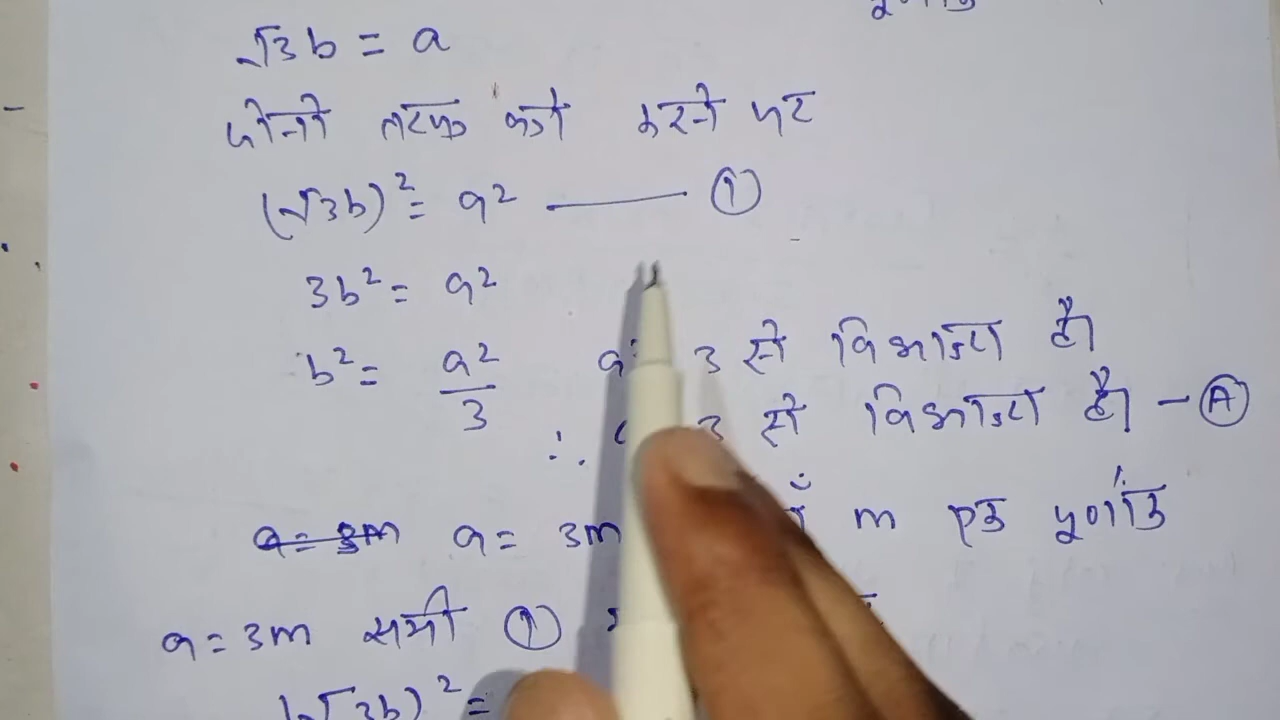 √3b = a
दोनो तरफ वर्ग करने पर
(√3b)² = a² —— ①
3b² = a²
b² = a²/3 3 से विभाज्य है।
∴ 3 से विभाज्य है। - Ⓐ
a = 3m a = 3m m एक पूर्णांक
a = 3m समी ①
(√3b)² =